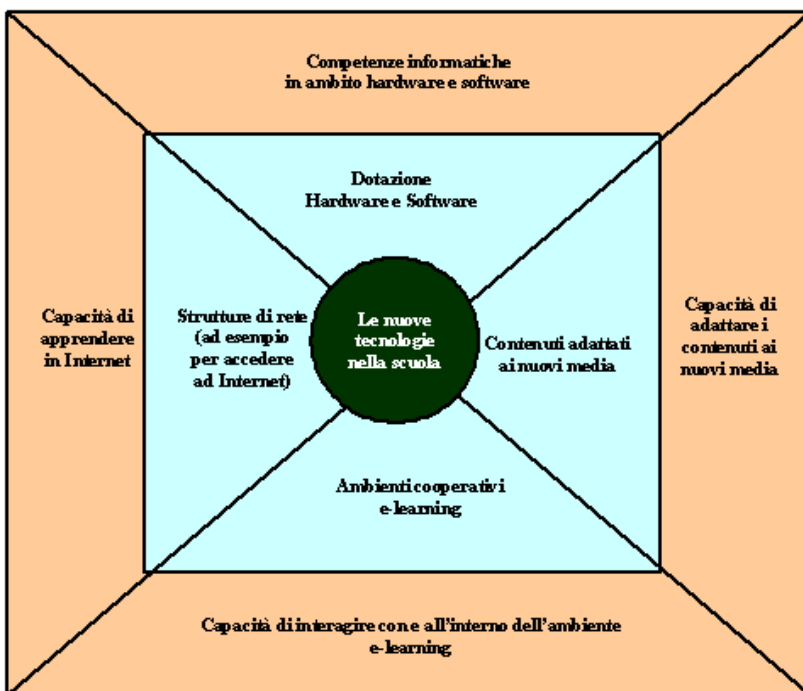 Competenze informatiche
in ambito hardware e software
Dotazione
Hardware e Software
Capacità di
apprendere
in Internet
Strutture di rete
(ad esempio
per accedere
ad Internet)
Le nuove
tecnologie
nella scuola
Contenuti adattati
ai nuovi media
Capacità di
adattare i
contenuti ai
nuovi media
Ambienti cooperativi
e-learning
Capacità di interagire con e all'interno dell'ambiente
e-learning